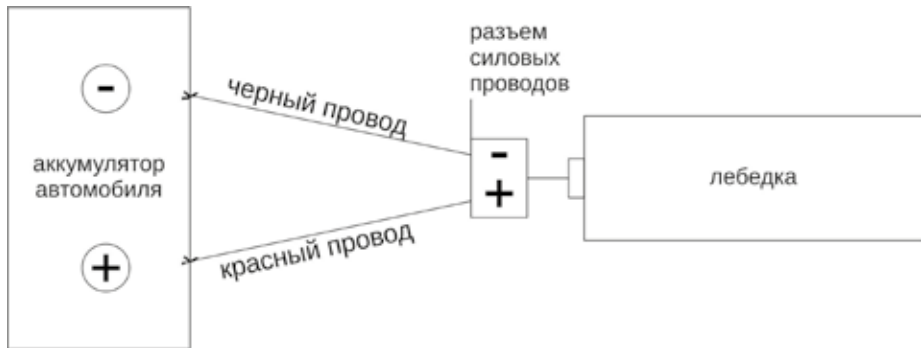 разъем
силовых
проводов
-
черный провод
-
+
аккумулятор
автомобиля
лебедка
красный провод
+